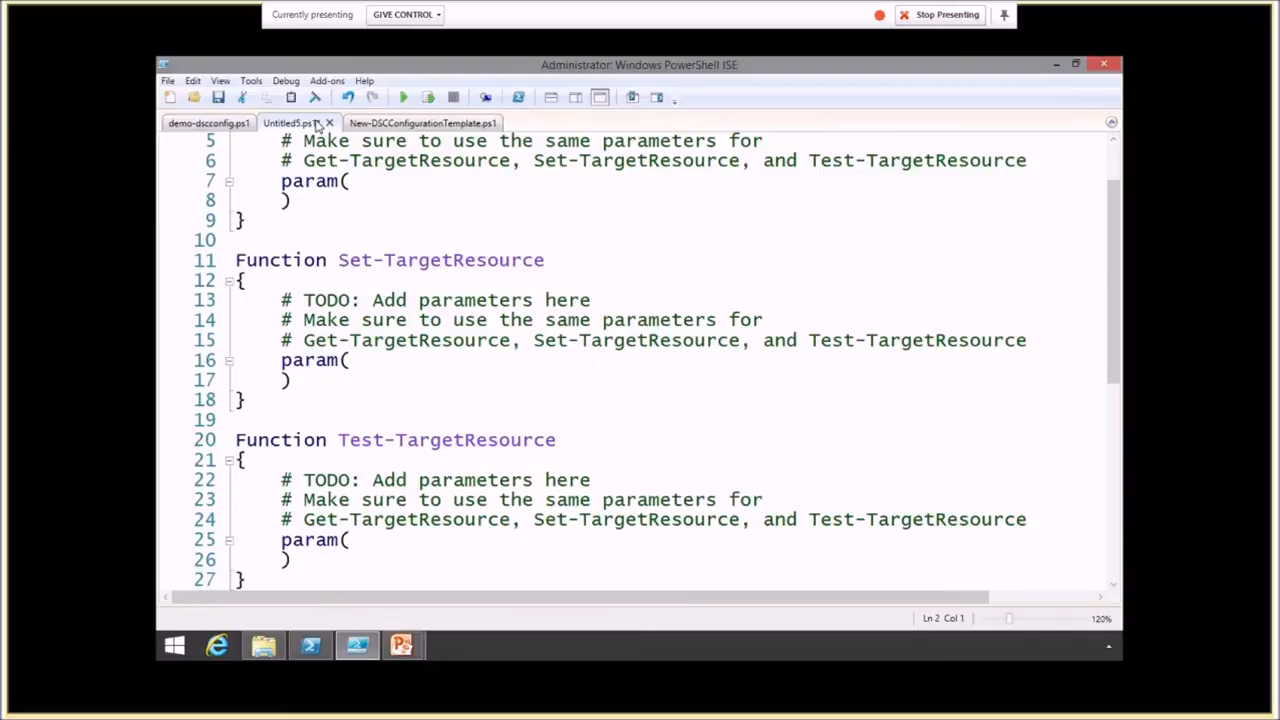 Currently presenting
GIVE CONTROL
Stop Presenting
Administrator: Windows PowerShell ISE
File Edit View Tools Debug Add-ons Help
demo-dscconfig.ps1 Untitled5.ps1 New-DSCConfigurationTemplate.ps1
5 # Make sure to use the same parameters for
6 # Get-TargetResource, Set-TargetResource, and Test-TargetResource
7 param(
8 )
9 }
10
11 Function Set-TargetResource
12 {
13 # TODO: Add parameters here
14 # Make sure to use the same parameters for
15 # Get-TargetResource, Set-TargetResource, and Test-TargetResource
16 param(
17 )
18 }
19
20 Function Test-TargetResource
21 {
22 # TODO: Add parameters here
23 # Make sure to use the same parameters for
24 # Get-TargetResource, Set-TargetResource, and Test-TargetResource
25 param(
26 )
27 }
Ln 2 Col 1 120%